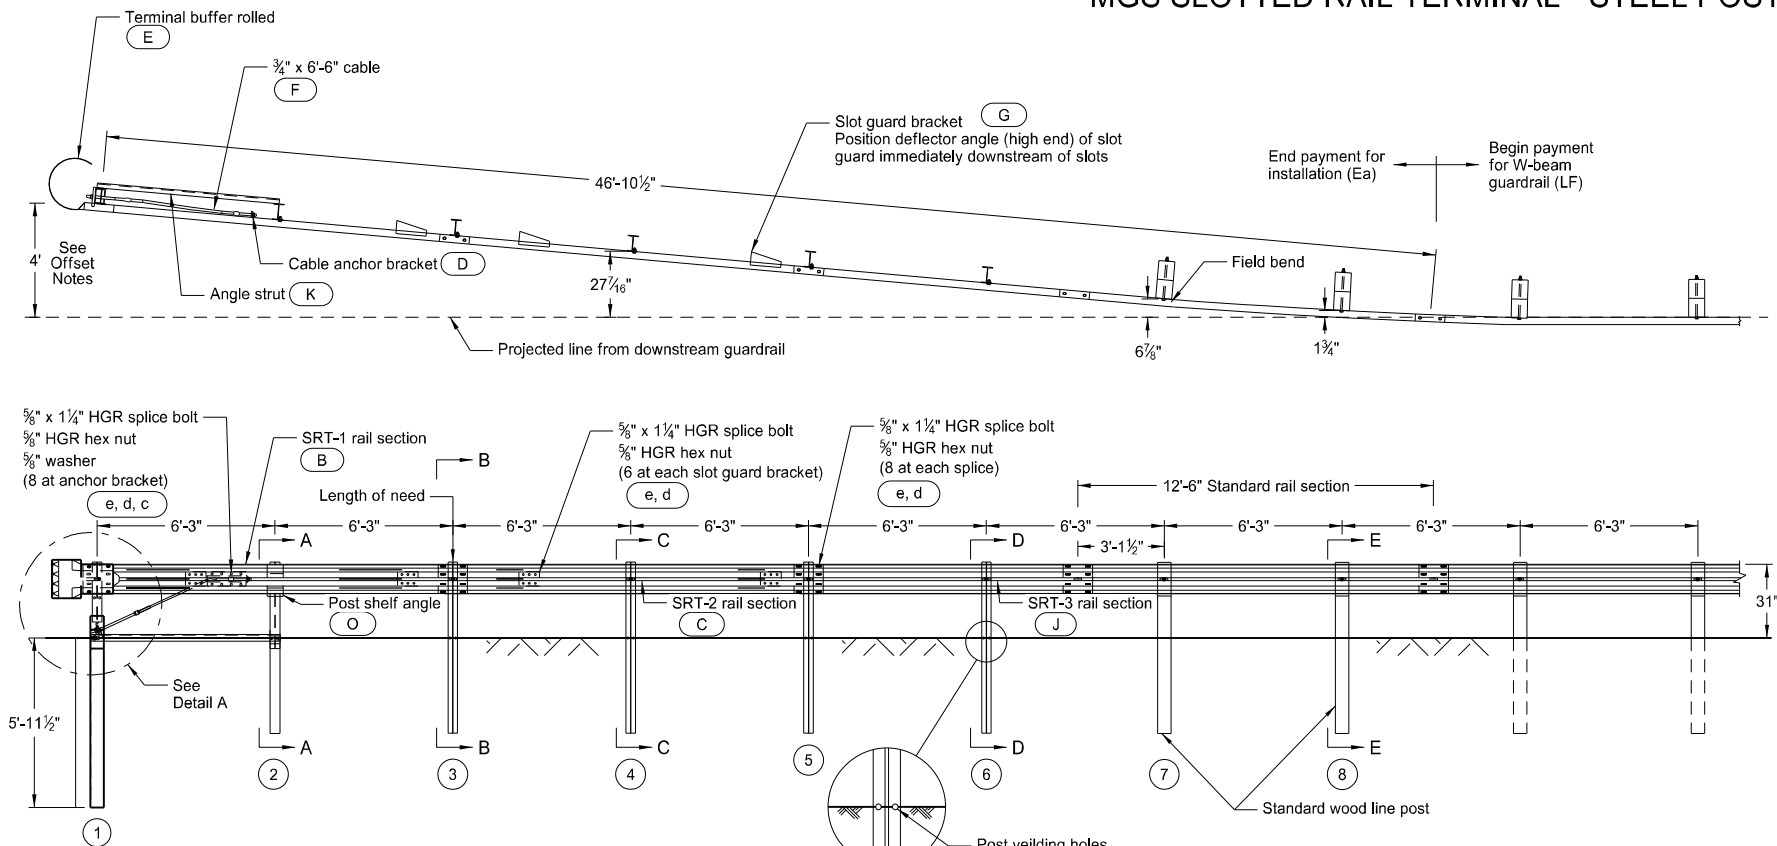 MGS SLOTTED RAIL TERMINAL - STEEL POST
Terminal buffer rolled
E
¾" x 6'-6" cable
F
Slot guard bracket G
Position deflector angle (high end) of slot
guard immediately downstream of slots
End payment for
installation (Ea)
Begin payment
for W-beam
guardrail (LF)
46'-10½"
4'
See
Offset
Notes
Cable anchor bracket D
Angle strut K
27⁷⁄₁₆"
Field bend
Projected line from downstream guardrail
6⅞"
1¾"
⅝" x 1¼" HGR splice bolt
⅝" HGR hex nut
⅝" washer
(8 at anchor bracket)
e, d, c
SRT-1 rail section
B
B
Length of need
⅝" x 1¼" HGR splice bolt
⅝" HGR hex nut
(6 at each slot guard bracket)
e, d
⅝" x 1¼" HGR splice bolt
⅝" HGR hex nut
(8 at each splice)
e, d
12'-6" Standard rail section
6'-3" 6'-3" 6'-3" 6'-3" 6'-3" 6'-3" 6'-3" 6'-3" 6'-3"
A C D E
3'-1½"
Post shelf angle
O
SRT-2 rail section
C
SRT-3 rail section
J
31"
See
Detail A
5'-11½"
A B C D E
1 2 3 4 5 6 7 8
Standard wood line post
Post yeilding holes